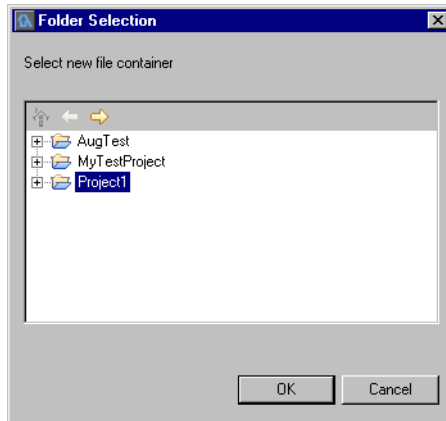 Folder Selection
Select new file container
AugTest
MyTestProject
Project1
OK
Cancel